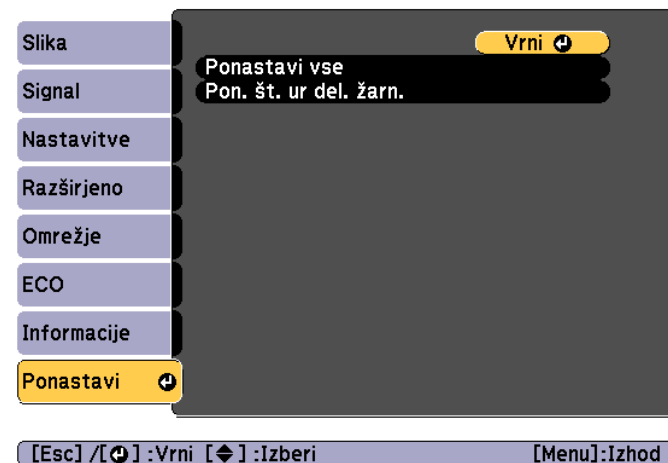 Slika
Signal
Nastavitve
Razširjeno
Omrežje
ECO
Informacije
Ponastavi
Vrni
Ponastavi vse
Pon. št. ur del. žarn.
[Esc] /[⏎] :Vrni [◆] :Izberi [Menu]:Izhod